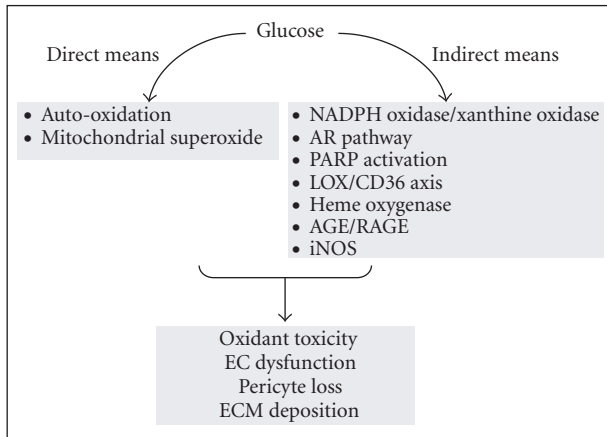 Glucose
Direct means
Indirect means
• Auto-oxidation
• Mitochondrial superoxide
• NADPH oxidase/xanthine oxidase
• AR pathway
• PARP activation
• LOX/CD36 axis
• Heme oxygenase
• AGE/RAGE
• iNOS
Oxidant toxicity
EC dysfunction
Pericyte loss
ECM deposition